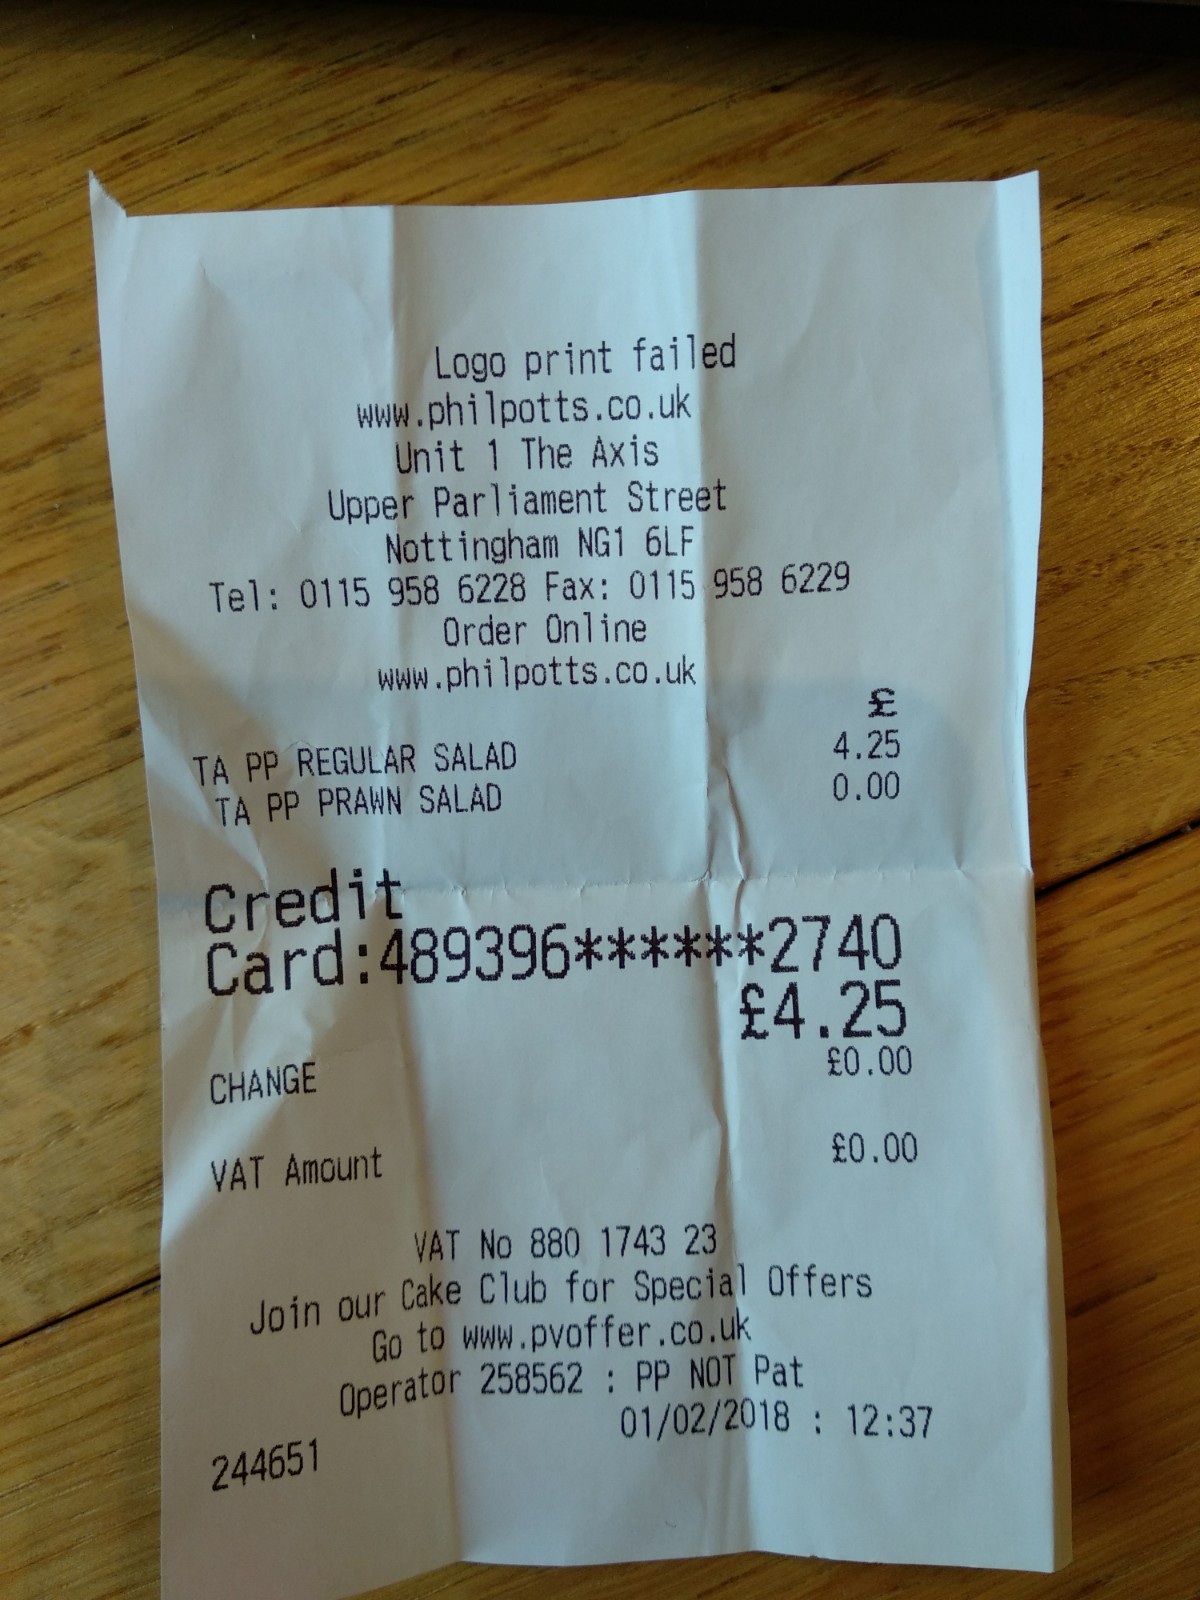 Logo print failed
www.philpotts.co.uk
Unit 1 The Axis
Upper Parliament Street
Nottingham NG1 6LF
Tel: 0115 958 6228 Fax: 0115 958 6229
Order Online
www.philpotts.co.uk
£
TA PP REGULAR SALAD 4.25
TA PP PRAWN SALAD 0.00
Credit
Card:489396******2740
£4.25
CHANGE £0.00
VAT Amount £0.00
VAT No 880 1743 23
Join our Cake Club for Special Offers
Go to www.pvoffer.co.uk
Operator 258562 : PP NOT Pat
01/02/2018 : 12:37
244651